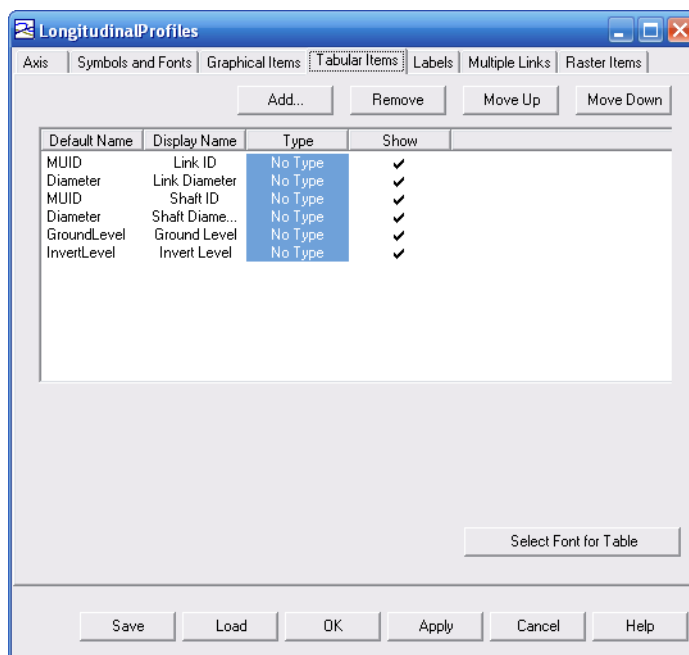 LongitudinalProfiles
Axis Symbols and Fonts Graphical Items Tabular Items Labels Multiple Links Raster Items
Add... Remove Move Up Move Down
Default Name Display Name Type Show
MUID Link ID No Type
Diameter Link Diameter No Type
MUID Shaft ID No Type
Diameter Shaft Diame... No Type
GroundLevel Ground Level No Type
InvertLevel Invert Level No Type
Select Font for Table
Save Load OK Apply Cancel Help